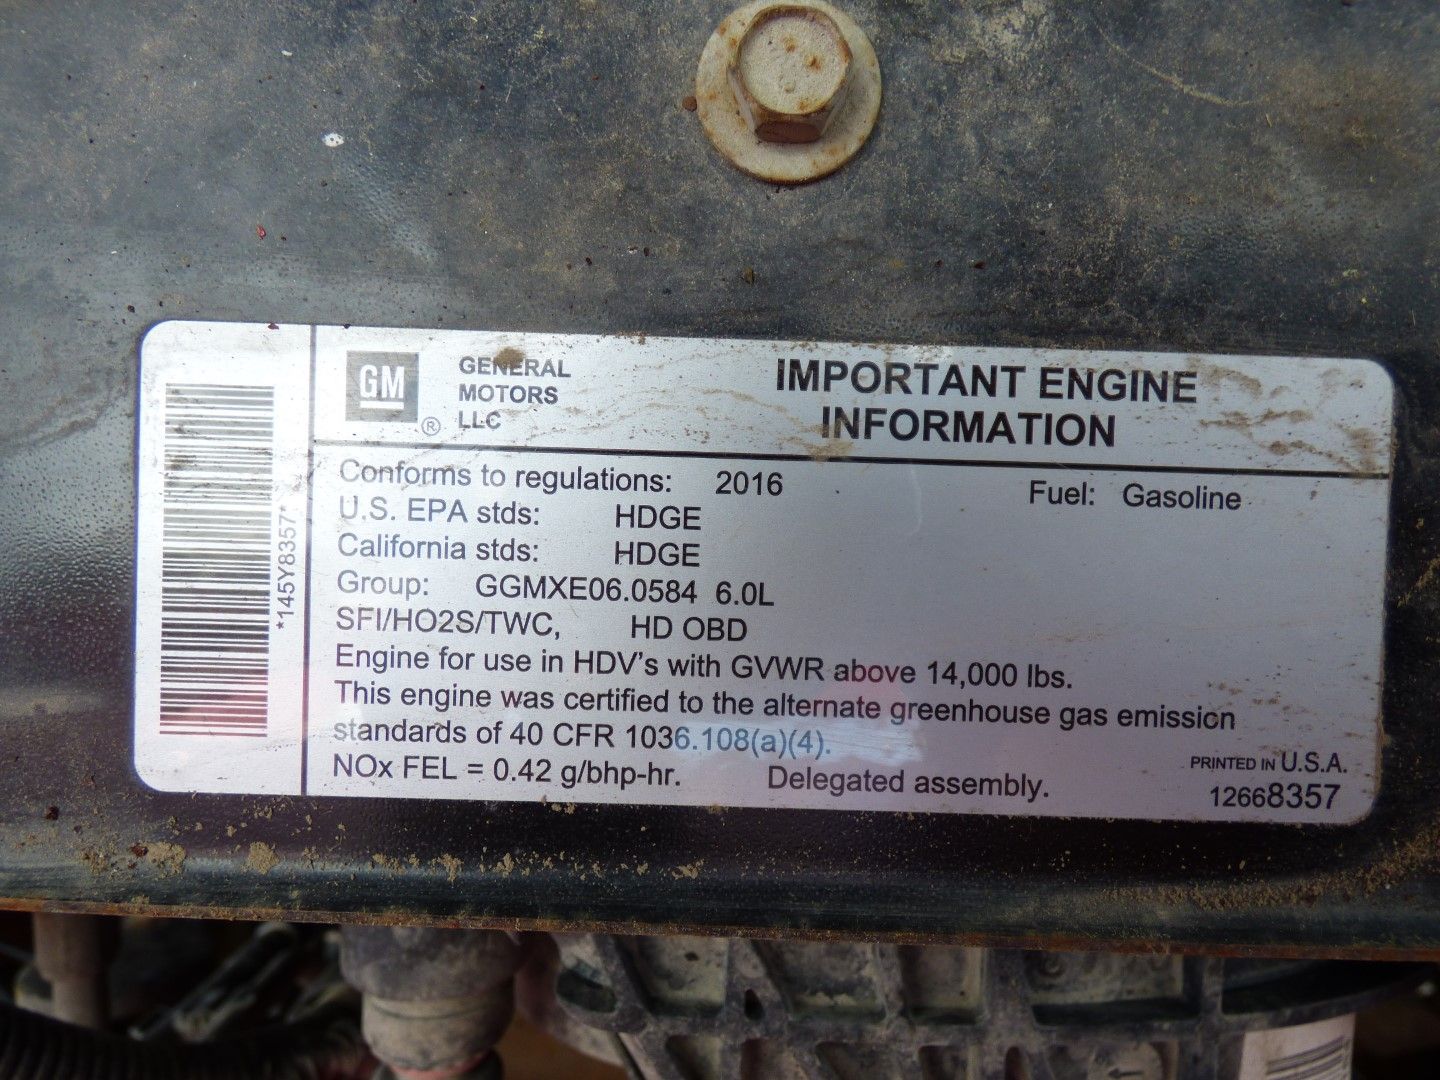 GM
®
GENERAL
MOTORS
LLC
IMPORTANT ENGINE
INFORMATION
*145Y8357*
Conforms to regulations: 2016 Fuel: Gasoline
U.S. EPA stds: HDGE
California stds: HDGE
Group: GGMXE06.0584 6.0L
SFI/HO2S/TWC, HD OBD
Engine for use in HDV's with GVWR above 14,000 lbs.
This engine was certified to the alternate greenhouse gas emission
standards of 40 CFR 1036.108(a)(4).
NOx FEL = 0.42 g/bhp-hr. Delegated assembly.
PRINTED IN U.S.A.
12668357